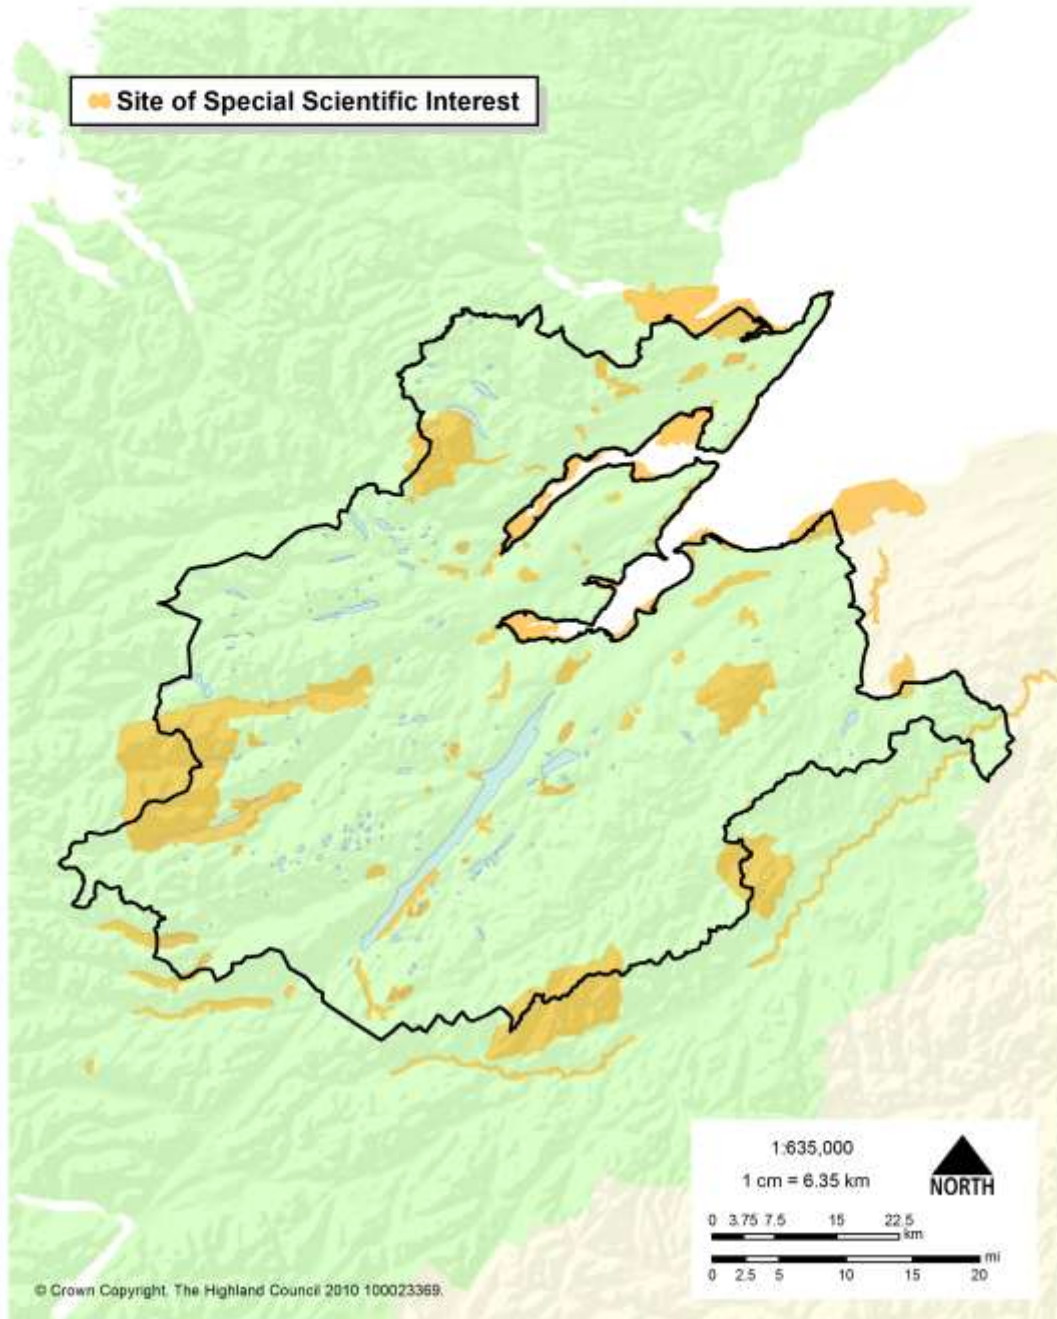 Site of Special Scientific Interest
1:635,000
1 cm = 6.35 km
NORTH
0 3.75 7.5 15 22.5
km
mi
0 2.5 5 10 15 20
© Crown Copyright. The Highland Council 2010 100023369.